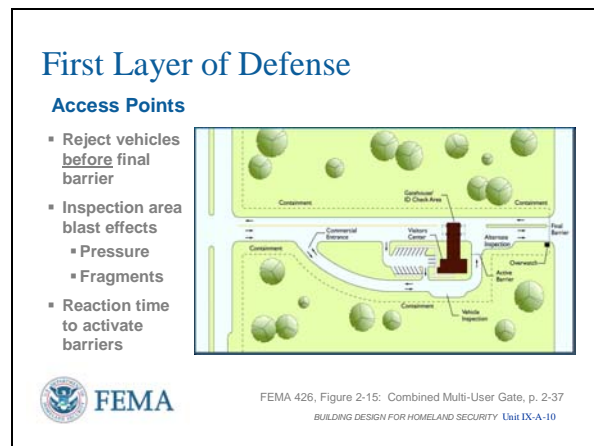 First Layer of Defense
Access Points
▪ Reject vehicles
before final
barrier
▪ Inspection area
blast effects
▪ Pressure
▪ Fragments
▪ Reaction time
to activate
barriers
Containment
Gatehouse/
ID Check Area
Containment
Commercial
Entrance
Visitors
Center
Alternate
Inspection
Final
Barrier
Containment
Overwatch
Active
Barrier
Containment
Vehicle
Inspection
FEMA
FEMA 426, Figure 2-15: Combined Multi-User Gate, p. 2-37
BUILDING DESIGN FOR HOMELAND SECURITY Unit IX-A-10